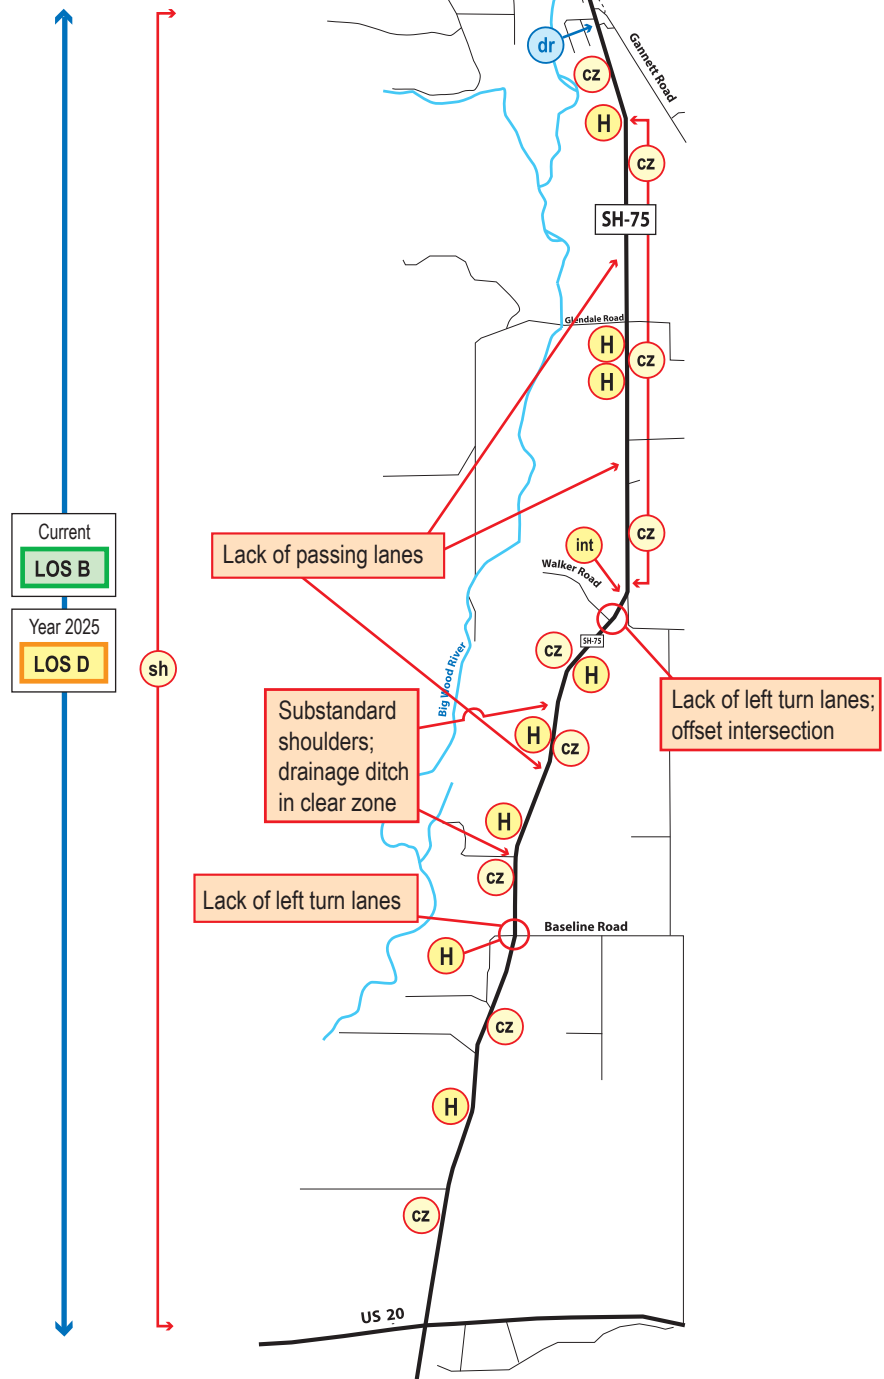 Gannett Road
dr
cz
H
cz
SH-75
Glendale Road
H
cz
H
Current
LOS B
Lack of passing lanes
cz
int
Walker Road
Year 2025
LOS D
sh
SH-75
cz
H
Big Wood River
Lack of left turn lanes;
offset intersection
Substandard
shoulders;
drainage ditch
in clear zone
H
cz
H
cz
Lack of left turn lanes
Baseline Road
H
cz
H
cz
US 20